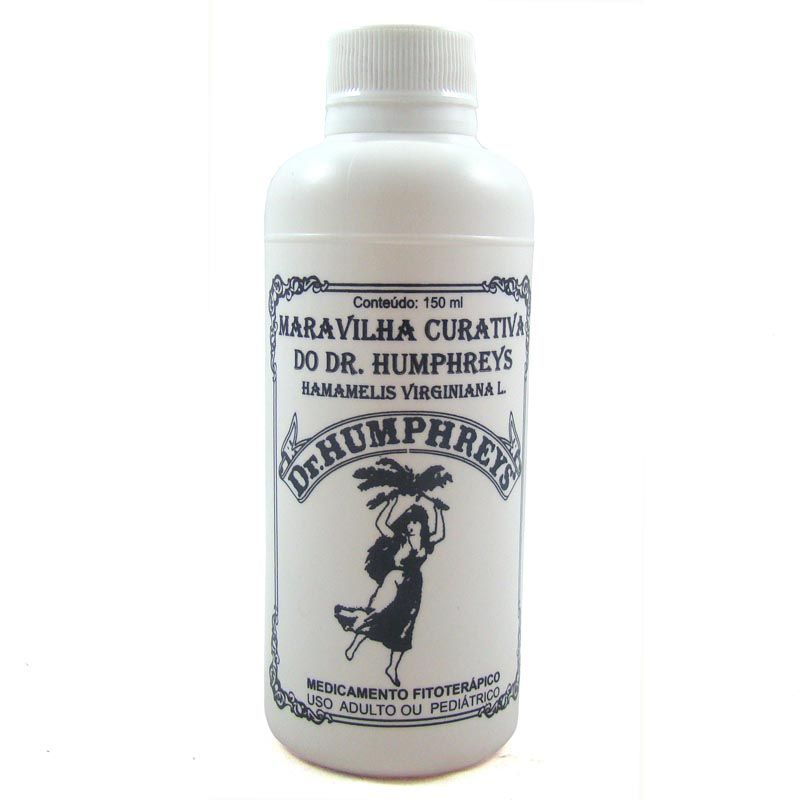 Conteúdo: 150 ml
MARAVILHA CURATIVA
DO DR. HUMPHREYS
HAMAMELIS VIRGINIANA L.
DR. HUMPHREYS'
MEDICAMENTO FITOTERÁPICO
USO ADULTO OU PEDIÁTRICO